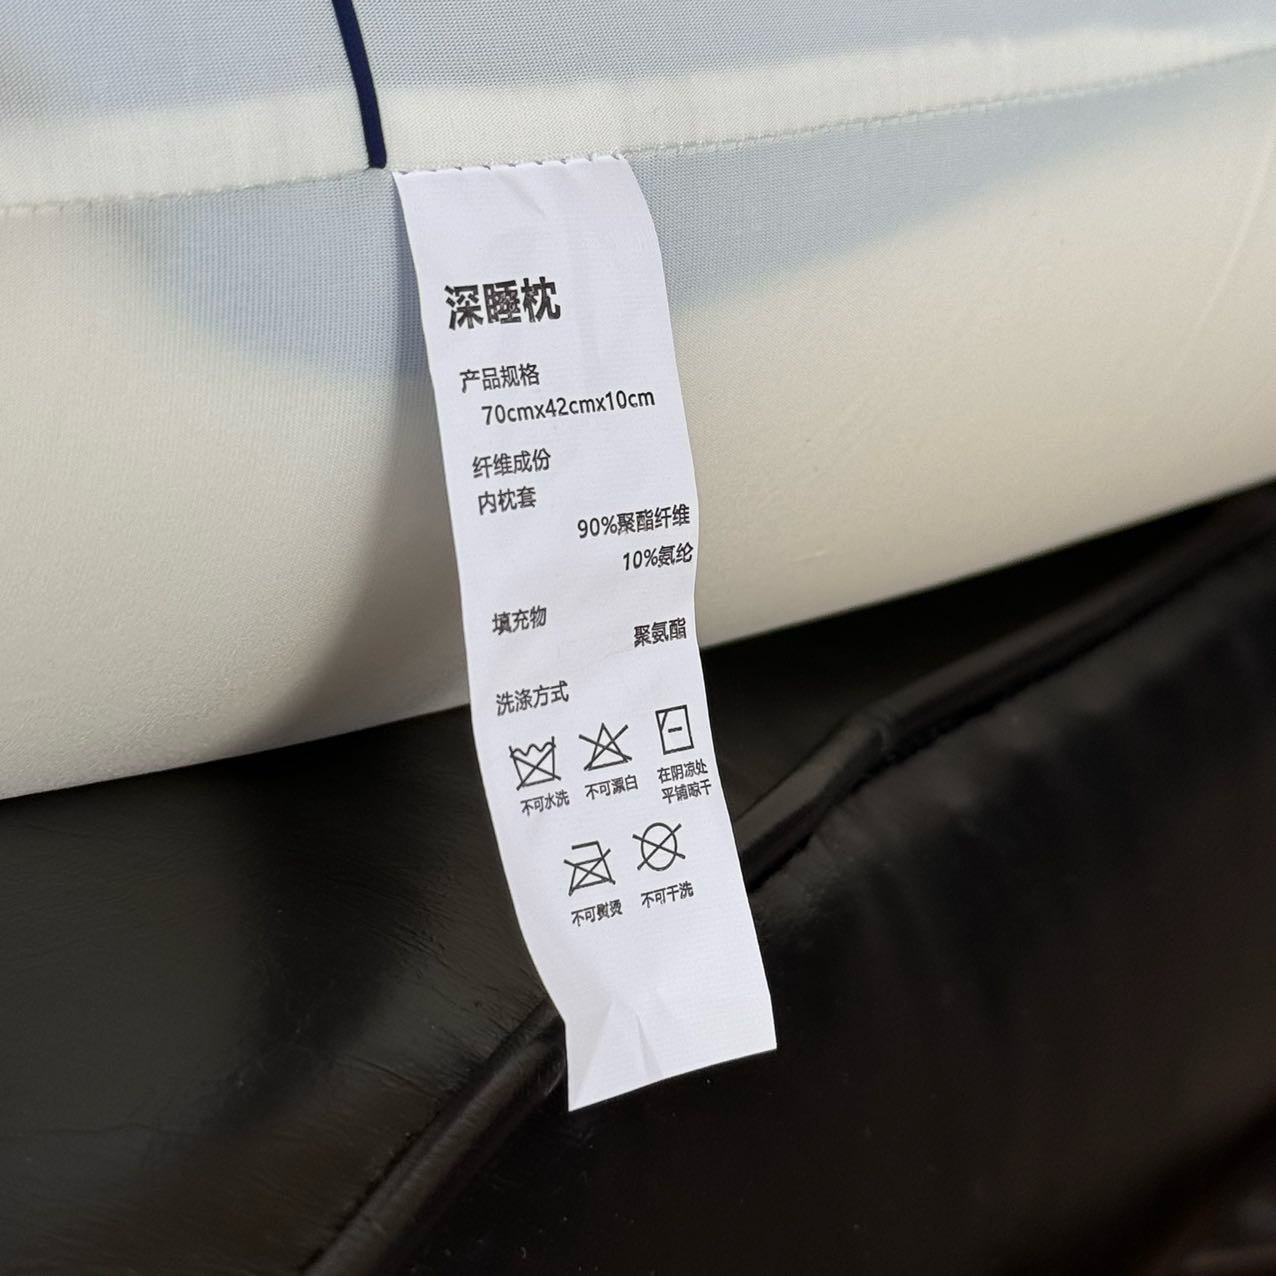 深睡枕
产品规格
70cmx42cmx10cm
纤维成份
内枕套
90%聚酯纤维
10%氨纶
填充物
聚氨酯
洗涤方式
不可水洗
不可漂白
在阴凉处
平铺晾干
不可熨烫
不可干洗